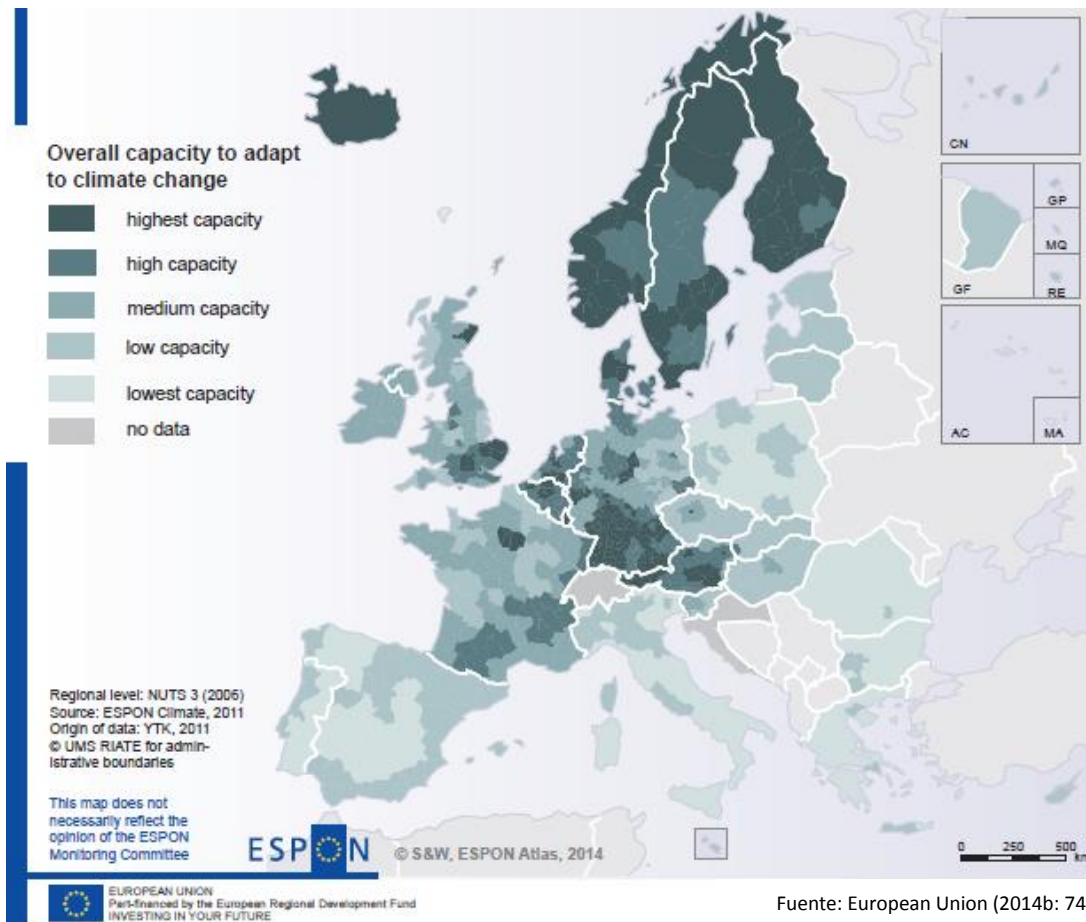 Overall capacity to adapt
to climate change
highest capacity
high capacity
medium capacity
low capacity
lowest capacity
no data
CN
GP
MQ
GF
RE
AC
MA
Regional level: NUTS 3 (2006)
Source: ESPON Climate, 2011
Origin of data: YTK, 2011
© UMS RIATE for admin-
istrative boundaries
This map does not
necessarily reflect the
opinion of the ESPON
Monitoring Committee
ESPON
© S&W, ESPON Atlas, 2014
0 250 500
km
EUROPEAN UNION
Part-financed by the European Regional Development Fund
INVESTING IN YOUR FUTURE
Fuente: European Union (2014b: 74